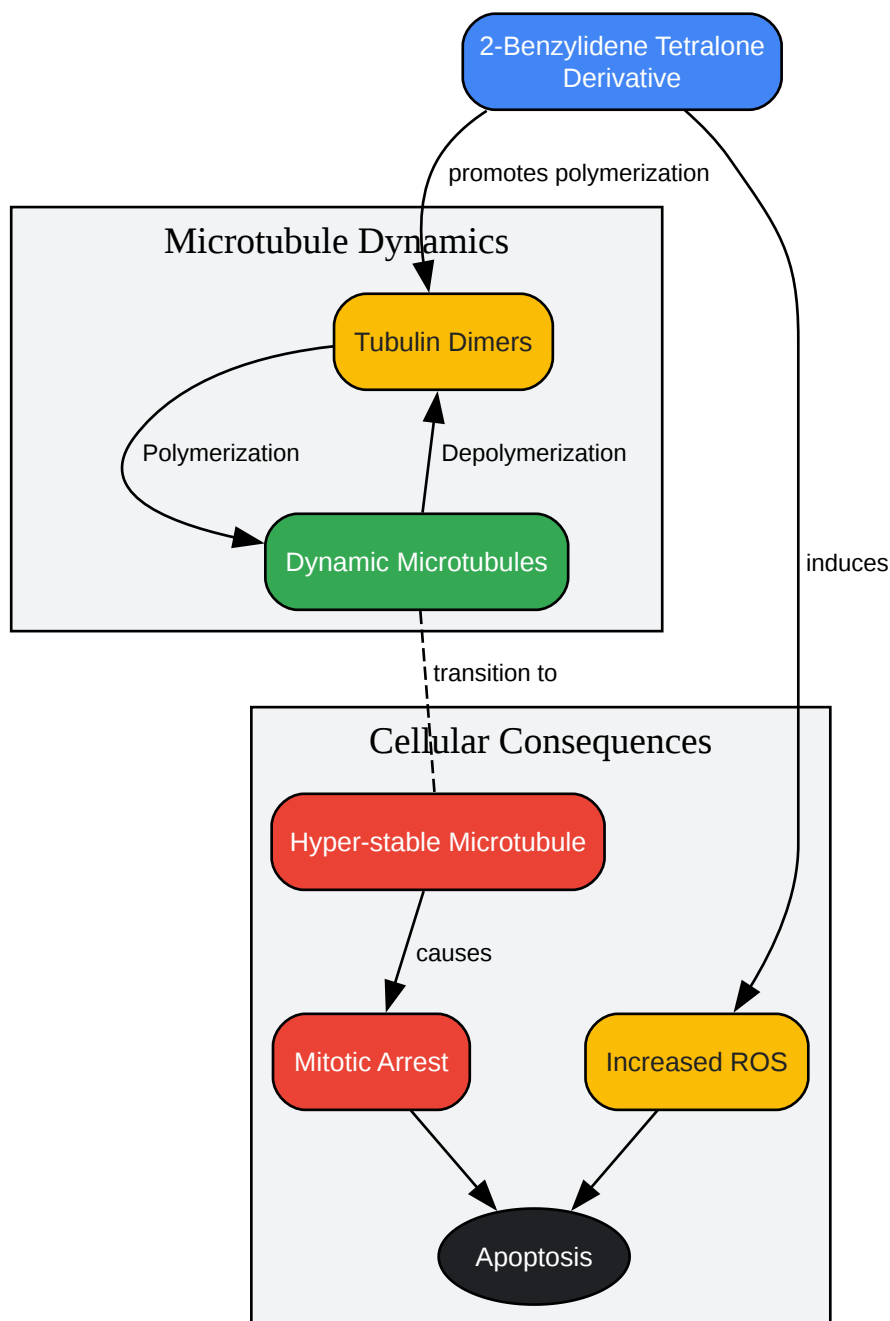 2-Benzylidene Tetralone
Derivative
promotes polymerization
Microtubule Dynamics
Tubulin Dimers
Polymerization
Depolymerization
Dynamic Microtubules
induces
transition to
Cellular Consequences
Hyper-stable Microtubule
causes
Mitotic Arrest
Increased ROS
Apoptosis